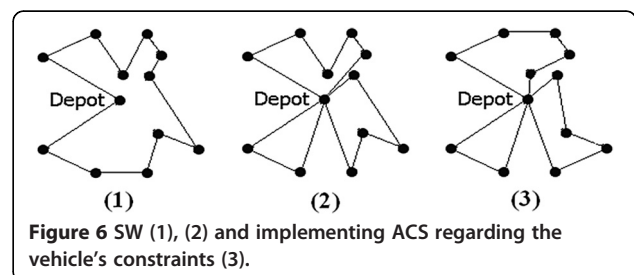 Depot Depot Depot
(1) (2) (3)
Figure 6 SW (1), (2) and implementing ACS regarding the
vehicle's constraints (3).